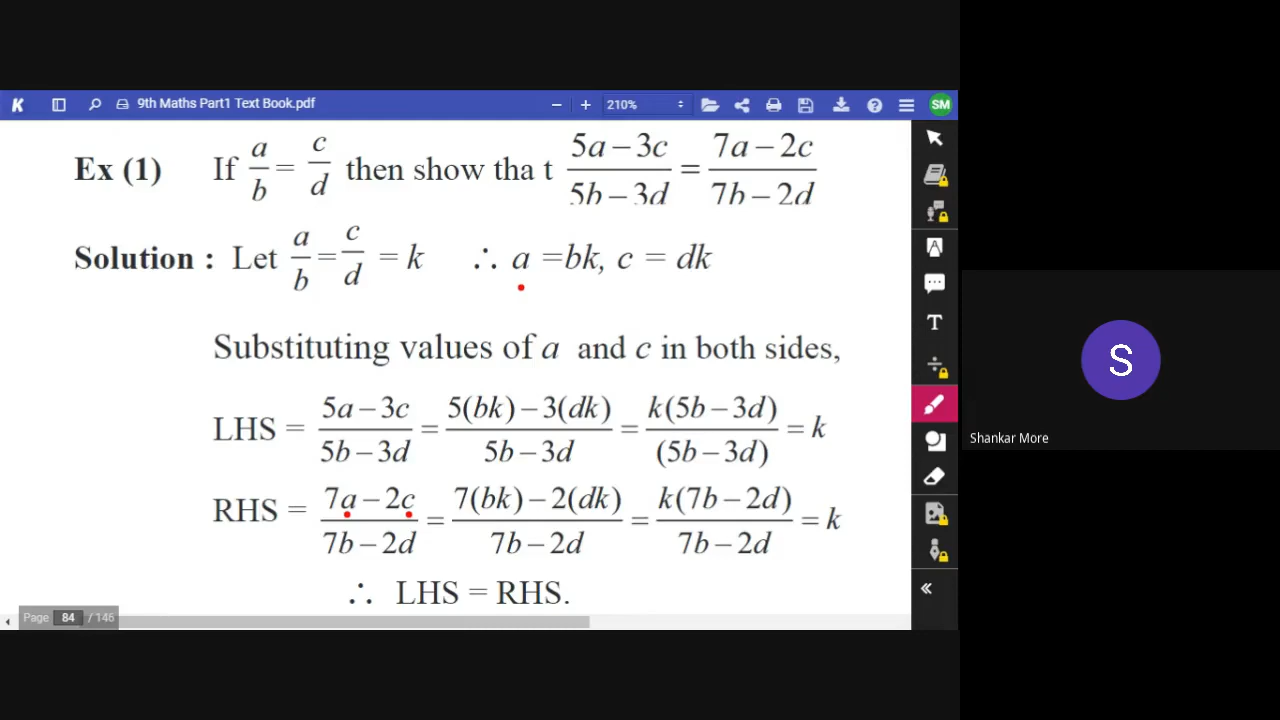 K 9th Maths Part1 Text Book.pdf − + 210% SM
Ex (1) If a/b = c/d then show tha t (5a − 3c)/(5b − 3d) = (7a − 2c)/(7b − 2d)
Solution : Let a/b = c/d = k ∴ a =bk, c = dk
Substituting values of a and c in both sides,
LHS = (5a − 3c)/(5b − 3d) = (5(bk) − 3(dk))/(5b − 3d) = k(5b − 3d)/(5b − 3d) = k
RHS = (7a − 2c)/(7b − 2d) = (7(bk) − 2(dk))/(7b − 2d) = k(7b − 2d)/(7b − 2d) = k
∴ LHS = RHS.
Page 84 / 146
S
Shankar More